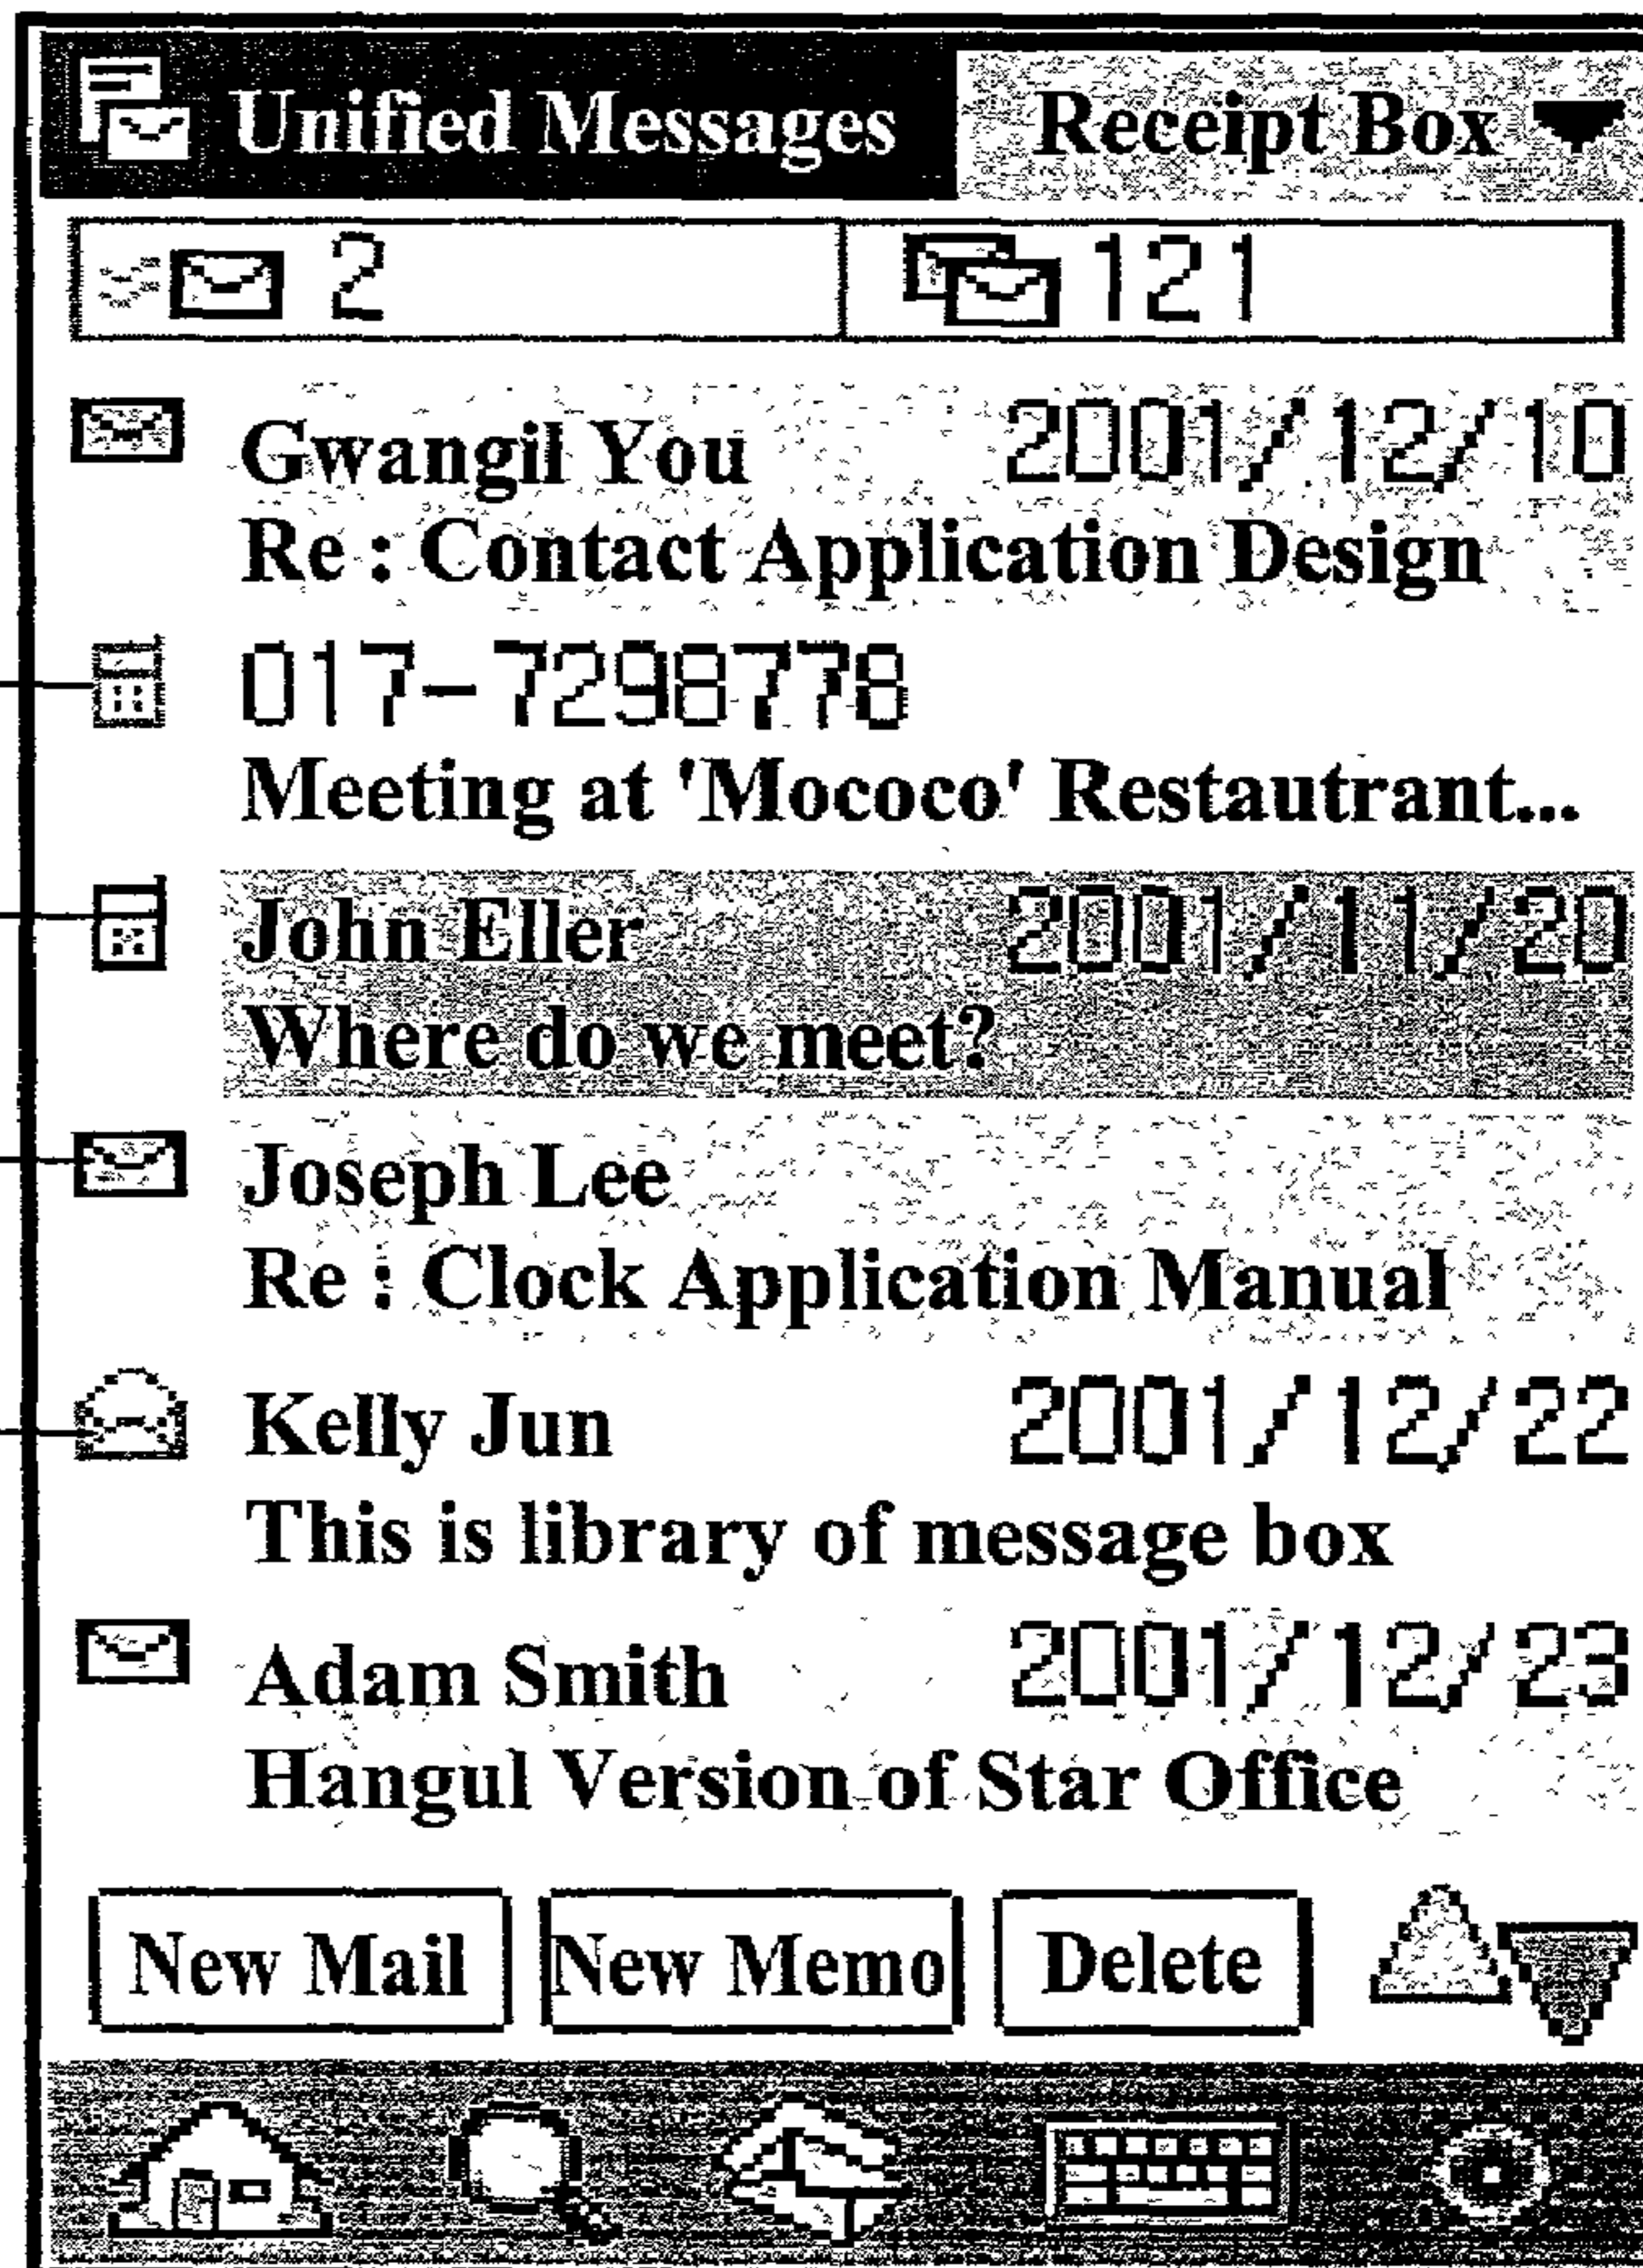 Unified Messages Receipt Box
2 121
Gwangil You 2001/12/10
Re : Contact Application Design
017-7298778
Meeting at 'Mococo' Restautrant...
John Eller 2001/11/20
Where do we meet?
Joseph Lee
Re : Clock Application Manual
Kelly Jun 2001/12/22
This is library of message box
Adam Smith 2001/12/23
Hangul Version of Star Office
New Mail New Memo Delete